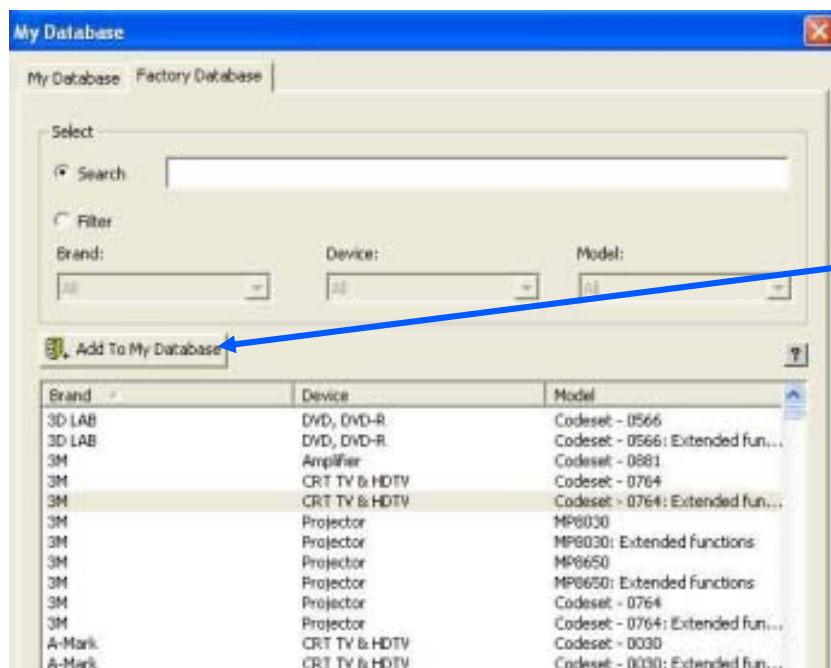 My Database
My Database Factory Database
Select
Search
Filter
Brand: Device: Model:
All All All
Add To My Database ?
Brand Device Model
3D LAB DVD, DVD-R Codeset - 0566
3D LAB DVD, DVD-R Codeset - 0566: Extended fun...
3M Amplifier Codeset - 0881
3M CRT TV & HDTV Codeset - 0764
3M CRT TV & HDTV Codeset - 0764: Extended fun...
3M Projector MP8030
3M Projector MP8030: Extended functions
3M Projector MP8650
3M Projector MP8650: Extended functions
3M Projector Codeset - 0764
3M Projector Codeset - 0764: Extended fun...
A-Mark CRT TV & HDTV Codeset - 0030
A-Mark CRT TV & HDTV Codeset - 0030: Extended fun...